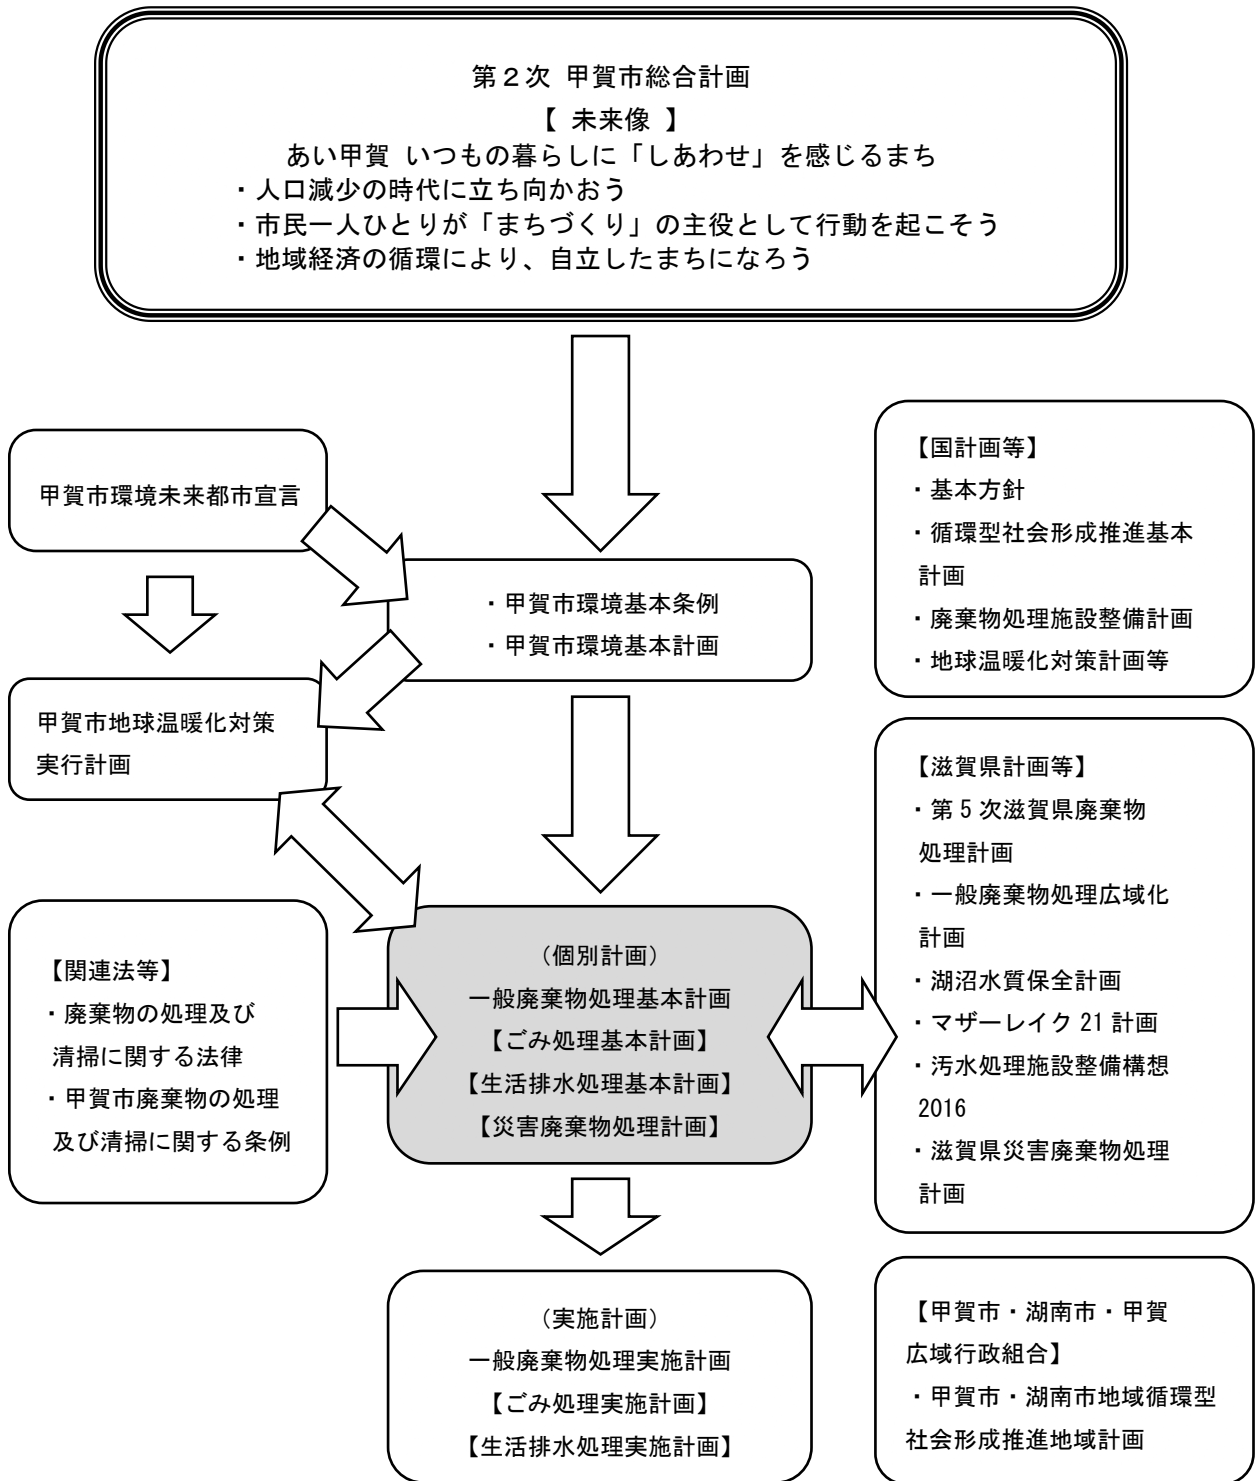 第２次 甲賀市総合計画
【 未来像 】
あい甲賀 いつもの暮らしに「しあわせ」を感じるまち
・人口減少の時代に立ち向かおう
・市民一人ひとりが「まちづくり」の主役として行動を起こそう
・地域経済の循環により、自立したまちになろう
甲賀市環境未来都市宣言
・甲賀市環境基本条例
・甲賀市環境基本計画
甲賀市地球温暖化対策
実行計画
【国計画等】
・基本方針
・循環型社会形成推進基本
計画
・廃棄物処理施設整備計画
・地球温暖化対策計画等
【滋賀県計画等】
・第５次滋賀県廃棄物
処理計画
・一般廃棄物処理広域化
計画
・湖沼水質保全計画
・マザーレイク 21 計画
・汚水処理施設整備構想
2016
・滋賀県災害廃棄物処理
計画
【関連法等】
・廃棄物の処理及び
清掃に関する法律
・甲賀市廃棄物の処理
及び清掃に関する条例
（個別計画）
一般廃棄物処理基本計画
【ごみ処理基本計画】
【生活排水処理基本計画】
【災害廃棄物処理計画】
（実施計画）
一般廃棄物処理実施計画
【ごみ処理実施計画】
【生活排水処理実施計画】
【甲賀市・湖南市・甲賀
広域行政組合】
・甲賀市・湖南市地域循環型
社会形成推進地域計画